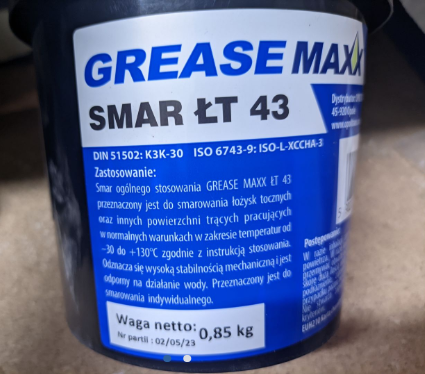 GREASE MAXX
SMAR ŁT 43
DIN 51502: K3K-30 ISO 6743-9: ISO-L-XCCHA-3
Zastosowanie:
Smar ogólnego stosowania GREASE MAXX ŁT 43
przeznaczony jest do smarowania łożysk tocznych
oraz innych powierzchni trących pracujących
w normalnych warunkach w zakresie temperatur od
-30 do +130°C zgodnie z instrukcją stosowania.
Odznacza się wysoką stabilnością mechaniczną i jest
odporny na działanie wody. Przeznaczony jest do
smarowania indywidualnego.
Waga netto: 0,85 kg
Nr partii : 02/05/23